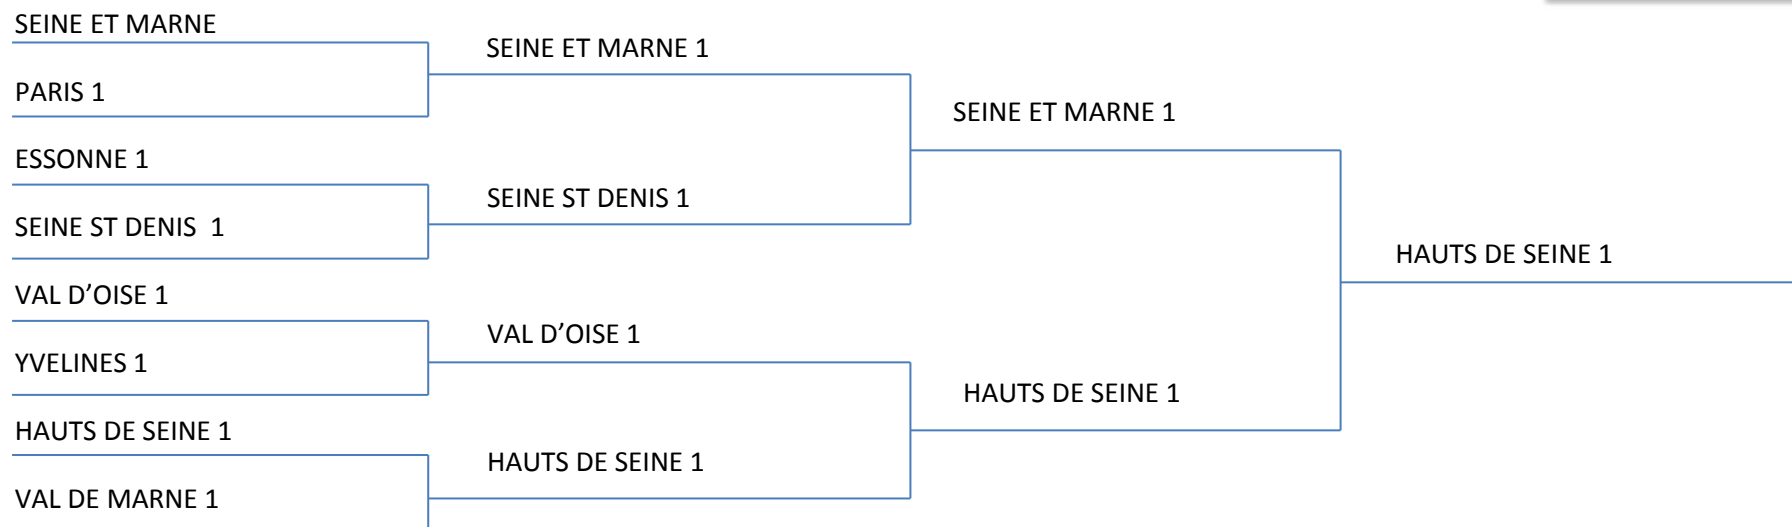 SEINE ET MARNE
PARIS 1
ESSONNE 1
SEINE ST DENIS  1
VAL D’OISE 1
YVELINES 1
HAUTS DE SEINE 1
VAL DE MARNE 1
SEINE ET MARNE 1
SEINE ST DENIS 1
VAL D’OISE 1
HAUTS DE SEINE 1
SEINE ET MARNE 1
HAUTS DE SEINE 1
HAUTS DE SEINE 1